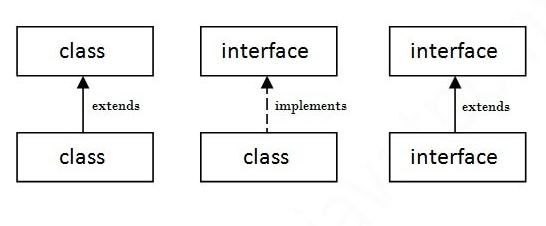 class
interface
interface
extends
implements
extends
class
class
interface